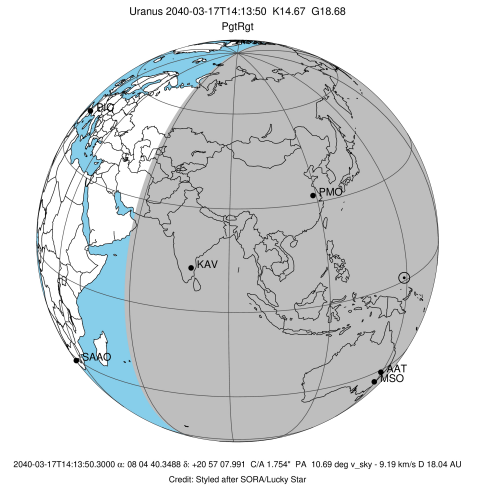 Uranus 2040-03-17T14:13:50 K14.67 G18.68
PgtRgt
PIC
PMO
KAV
SAAO
AAT
MSO
2040-03-17T14:13:50.3000 α: 08 04 40.3488 δ: +20 57 07.991 C/A 1.754" PA 10.69 deg v_sky - 9.19 km/s D 18.04 AU
Credit: Styled after SORA/Lucky Star